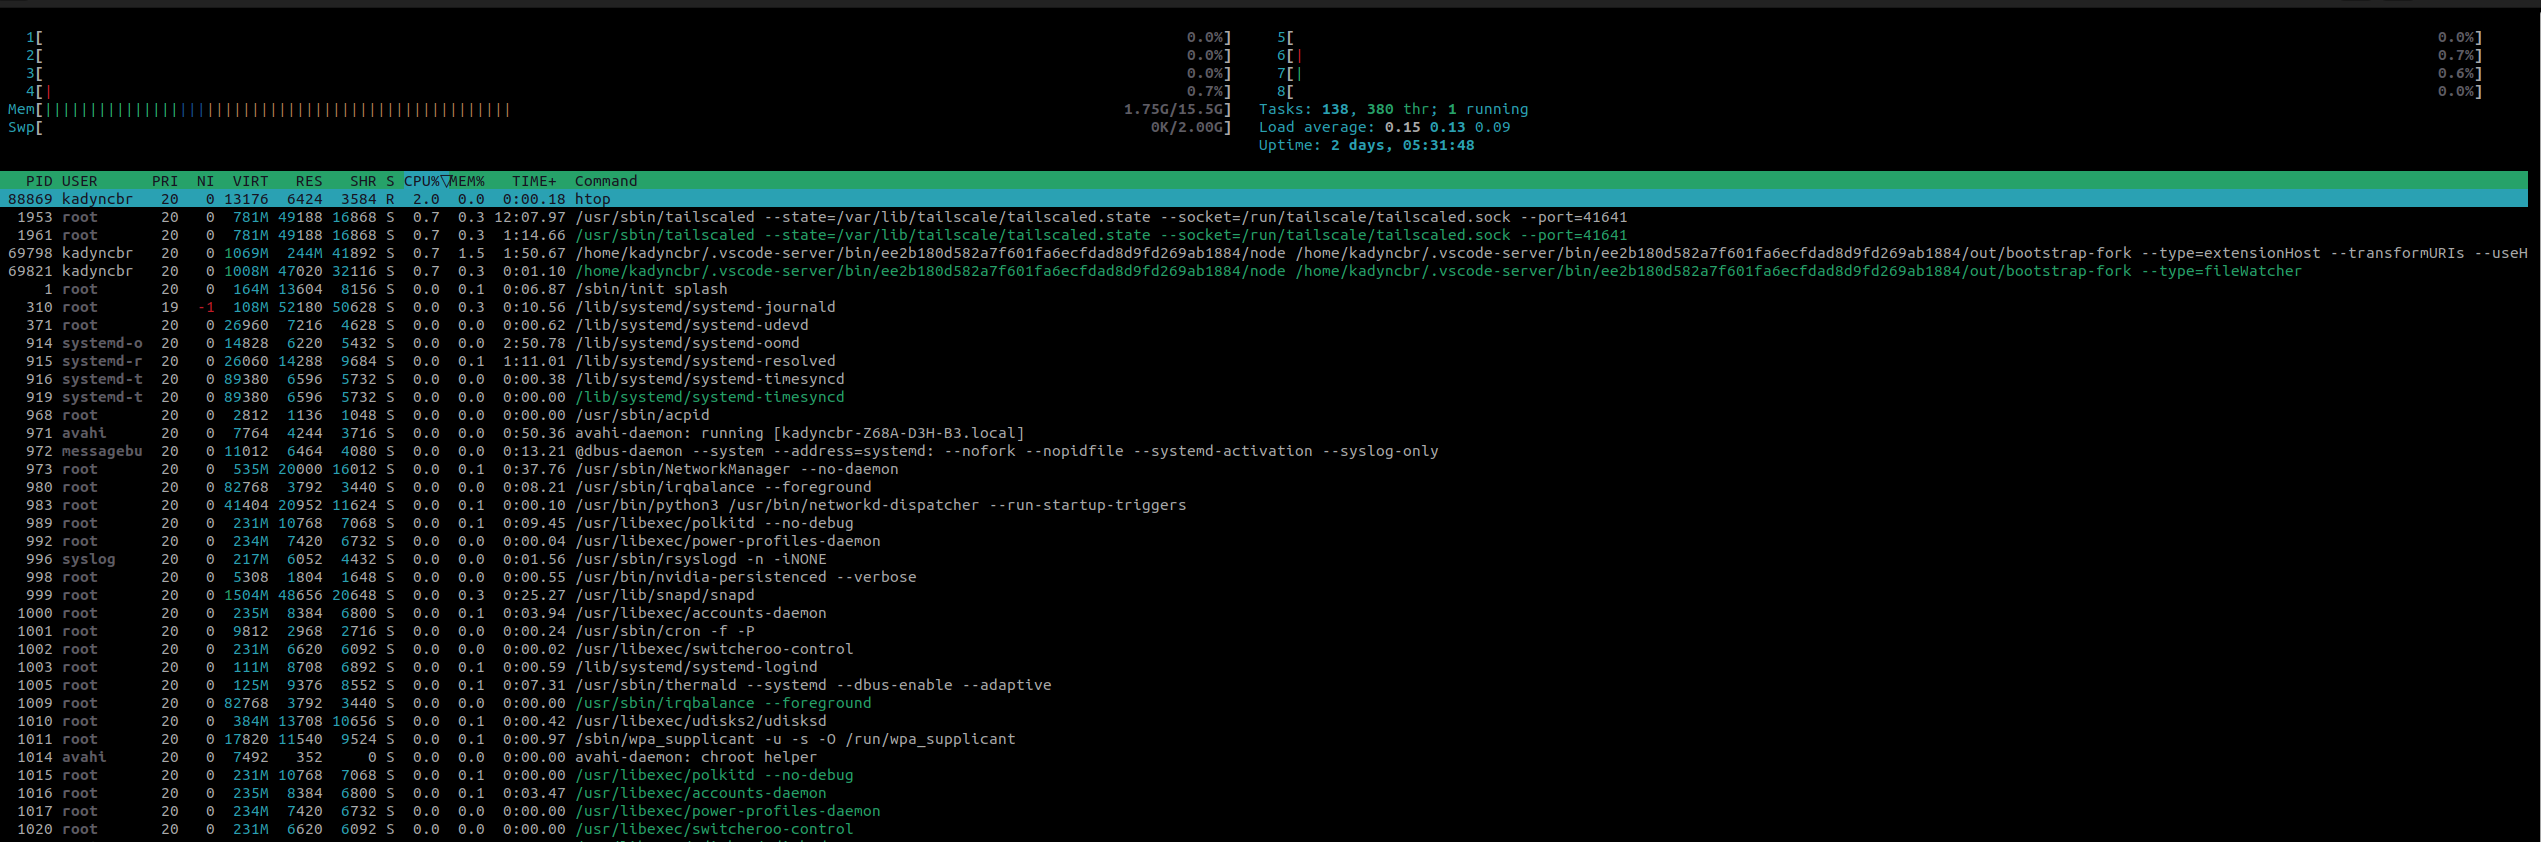 1[ 0.0%] 5[ 0.0%]
2[ 0.0%] 6[| 0.7%]
3[ 0.0%] 7[| 0.6%]
4[| 0.7%] 8[ 0.0%]
Mem[||||||||||||||||||||||||||||||||||||||||||||||||||||1.75G/15.5G] Tasks: 138, 380 thr; 1 running
Swp[ 0K/2.00G] Load average: 0.15 0.13 0.09
Uptime: 2 days, 05:31:48
PID USER PRI NI VIRT RES SHR S CPU%▽MEM% TIME+ Command
88869 kadyncbr 20 0 13176 6424 3584 R 2.0 0.0 0:00.18 htop
1953 root 20 0 781M 49188 16868 S 0.7 0.3 12:07.97 /usr/sbin/tailscaled --state=/var/lib/tailscale/tailscaled.state --socket=/run/tailscale/tailscaled.sock --port=41641
1961 root 20 0 781M 49188 16868 S 0.7 0.3 1:14.66 /usr/sbin/tailscaled --state=/var/lib/tailscale/tailscaled.state --socket=/run/tailscale/tailscaled.sock --port=41641
69798 kadyncbr 20 0 1069M 244M 41892 S 0.7 1.5 1:50.67 /home/kadyncbr/.vscode-server/bin/ee2b180d582a7f601fa6ecfdad8d9fd269ab1884/node /home/kadyncbr/.vscode-server/bin/ee2b180d582a7f601fa6ecfdad8d9fd269ab1884/out/bootstrap-fork --type=extensionHost --transformURIs --useH
69821 kadyncbr 20 0 1008M 47020 32116 S 0.7 0.3 0:01.10 /home/kadyncbr/.vscode-server/bin/ee2b180d582a7f601fa6ecfdad8d9fd269ab1884/node /home/kadyncbr/.vscode-server/bin/ee2b180d582a7f601fa6ecfdad8d9fd269ab1884/out/bootstrap-fork --type=fileWatcher
1 root 20 0 164M 13604 8156 S 0.0 0.1 0:06.87 /sbin/init splash
310 root 19 -1 108M 52180 50628 S 0.0 0.3 0:10.56 /lib/systemd/systemd-journald
371 root 20 0 26960 7216 4628 S 0.0 0.0 0:00.62 /lib/systemd/systemd-udevd
914 systemd-o 20 0 14828 6220 5432 S 0.0 0.0 2:50.78 /lib/systemd/systemd-oomd
915 systemd-r 20 0 26060 14288 9684 S 0.0 0.1 1:11.01 /lib/systemd/systemd-resolved
916 systemd-t 20 0 89380 6596 5732 S 0.0 0.0 0:00.38 /lib/systemd/systemd-timesyncd
919 systemd-t 20 0 89380 6596 5732 S 0.0 0.0 0:00.00 /lib/systemd/systemd-timesyncd
968 root 20 0 2812 1136 1048 S 0.0 0.0 0:00.00 /usr/sbin/acpid
971 avahi 20 0 7764 4244 3716 S 0.0 0.0 0:50.36 avahi-daemon: running [kadyncbr-Z68A-D3H-B3.local]
972 messagebu 20 0 11012 6464 4080 S 0.0 0.0 0:13.21 @dbus-daemon --system --address=systemd: --nofork --nopidfile --systemd-activation --syslog-only
973 root 20 0 535M 20000 16012 S 0.0 0.1 0:37.76 /usr/sbin/NetworkManager --no-daemon
980 root 20 0 82768 3792 3440 S 0.0 0.0 0:08.21 /usr/sbin/irqbalance --foreground
983 root 20 0 41404 20952 11624 S 0.0 0.1 0:00.10 /usr/bin/python3 /usr/bin/networkd-dispatcher --run-startup-triggers
989 root 20 0 231M 10768 7068 S 0.0 0.1 0:09.45 /usr/libexec/polkitd --no-debug
992 root 20 0 234M 7420 6732 S 0.0 0.0 0:00.04 /usr/libexec/power-profiles-daemon
996 syslog 20 0 217M 6052 4432 S 0.0 0.0 0:01.56 /usr/sbin/rsyslogd -n -iNONE
998 root 20 0 5308 1804 1648 S 0.0 0.0 0:00.55 /usr/bin/nvidia-persistenced --verbose
999 root 20 0 1504M 48656 20648 S 0.0 0.3 0:25.27 /usr/lib/snapd/snapd
1000 root 20 0 235M 8384 6800 S 0.0 0.1 0:03.94 /usr/libexec/accounts-daemon
1001 root 20 0 9812 2968 2716 S 0.0 0.0 0:00.24 /usr/sbin/cron -f -P
1002 root 20 0 231M 6620 6092 S 0.0 0.0 0:00.02 /usr/libexec/switcheroo-control
1003 root 20 0 111M 8708 6892 S 0.0 0.1 0:00.59 /lib/systemd/systemd-logind
1005 root 20 0 125M 9376 8552 S 0.0 0.1 0:07.31 /usr/sbin/thermald --systemd --dbus-enable --adaptive
1009 root 20 0 82768 3792 3440 S 0.0 0.0 0:00.00 /usr/sbin/irqbalance --foreground
1010 root 20 0 384M 13708 10656 S 0.0 0.1 0:00.42 /usr/libexec/udisks2/udisksd
1011 root 20 0 17820 11540 9524 S 0.0 0.1 0:00.97 /sbin/wpa_supplicant -u -s -O /run/wpa_supplicant
1014 avahi 20 0 7492 352 0 S 0.0 0.0 0:00.00 avahi-daemon: chroot helper
1015 root 20 0 231M 10768 7068 S 0.0 0.1 0:00.00 /usr/libexec/polkitd --no-debug
1016 root 20 0 235M 8384 6800 S 0.0 0.1 0:03.47 /usr/libexec/accounts-daemon
1017 root 20 0 234M 7420 6732 S 0.0 0.0 0:00.00 /usr/libexec/power-profiles-daemon
1020 root 20 0 231M 6620 6092 S 0.0 0.0 0:00.00 /usr/libexec/switcheroo-control